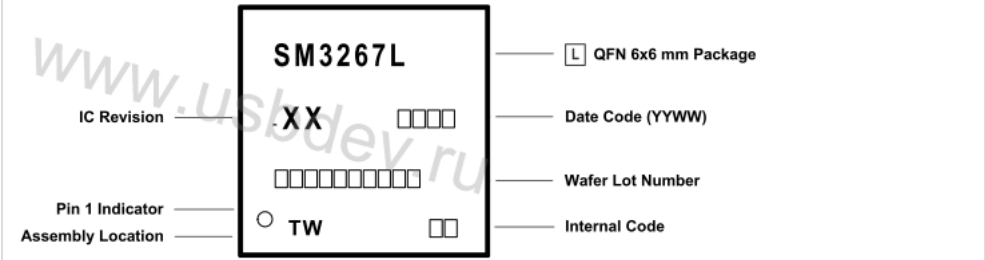 SM3267L
L QFN 6x6 mm Package
www.usbdev.ru
IC Revision
.XX
□□□□
Date Code (YYWW)
□□□□□□□□□□
Wafer Lot Number
Pin 1 Indicator
Assembly Location
TW
□□
Internal Code